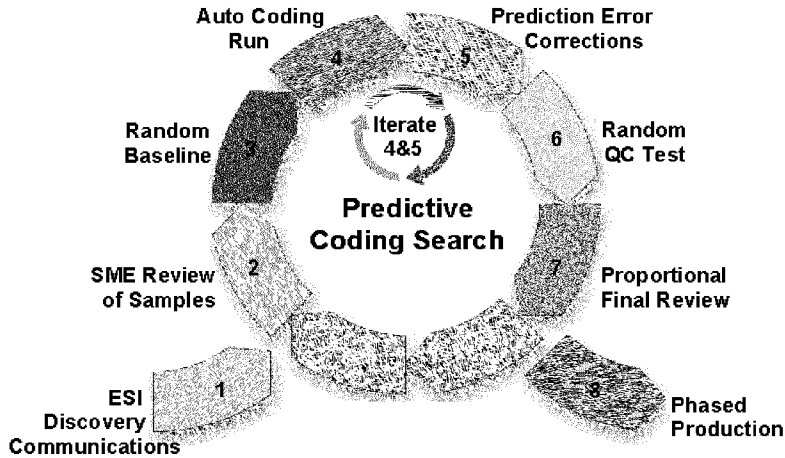 Auto Coding
Run
4
5
Prediction Error
Corrections
Random
Baseline
3
Iterate
4&5
6
Random
QC Test
Predictive
Coding Search
SME Review
of Samples
2
7
Proportional
Final Review
ESI
Discovery
Communications
1
8
Phased
Production